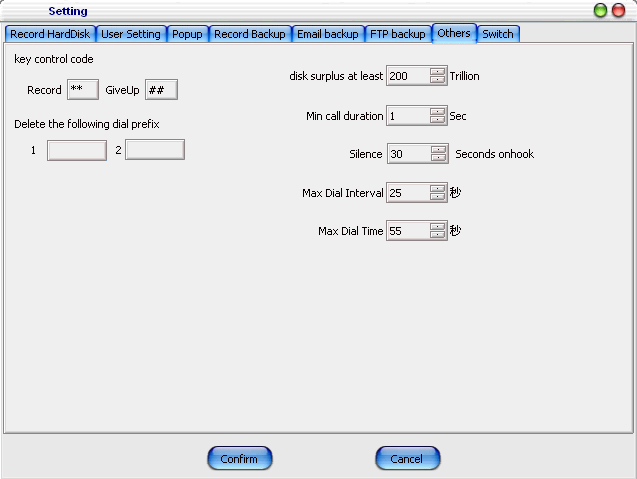 Setting
Record HardDisk User Setting Popup Record Backup Email backup FTP backup Others Switch
key control code
Record ** GiveUp ##
Delete the following dial prefix
1 2
disk surplus at least 200 Trillion
Min call duration 1 Sec
Silence 30 Seconds onhook
Max Dial Interval 25 秒
Max Dial Time 55 秒
Confirm Cancel